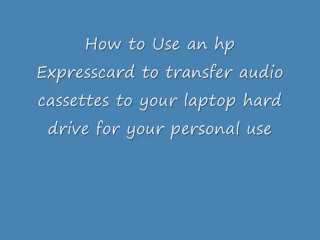 How to Use an hp
Expresscard to transfer audio
cassettes to your laptop hard
drive for your personal use